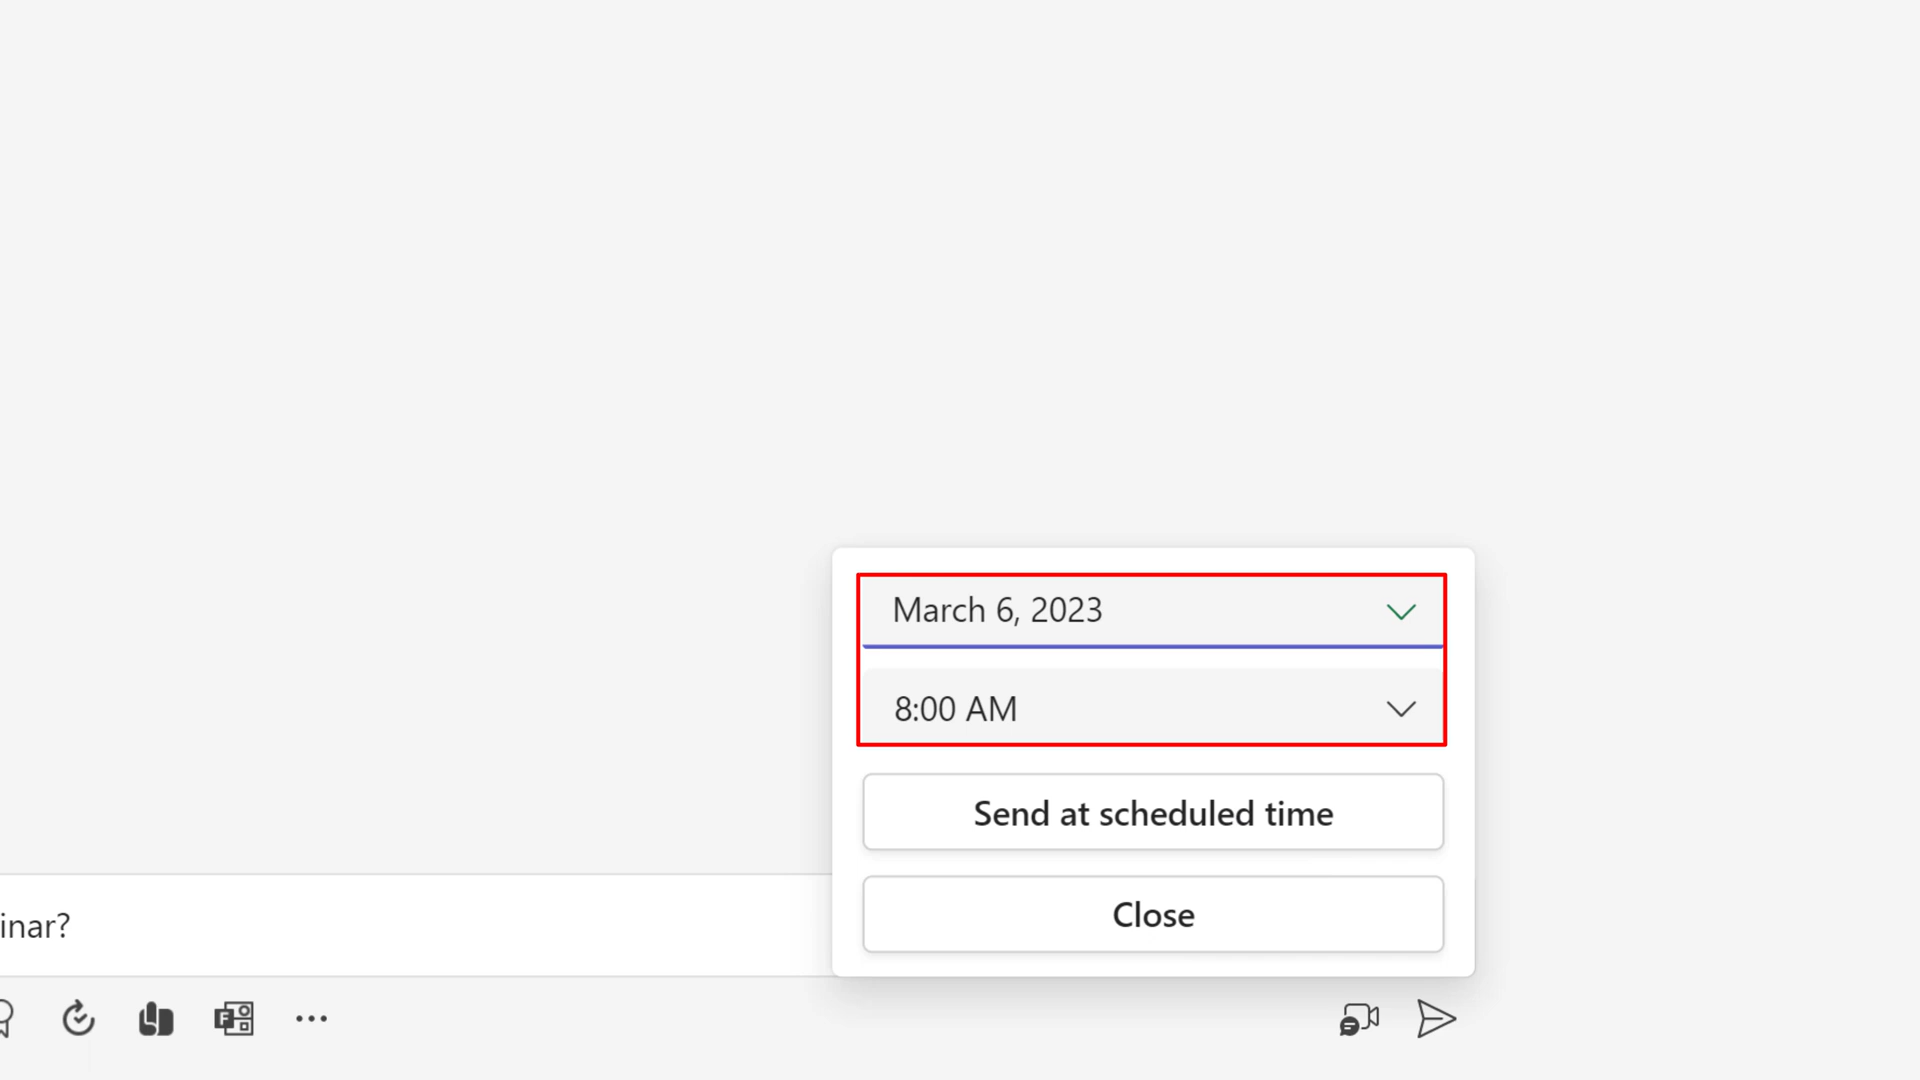 March 6, 2023
8:00 AM
Send at scheduled time
Close
inar?